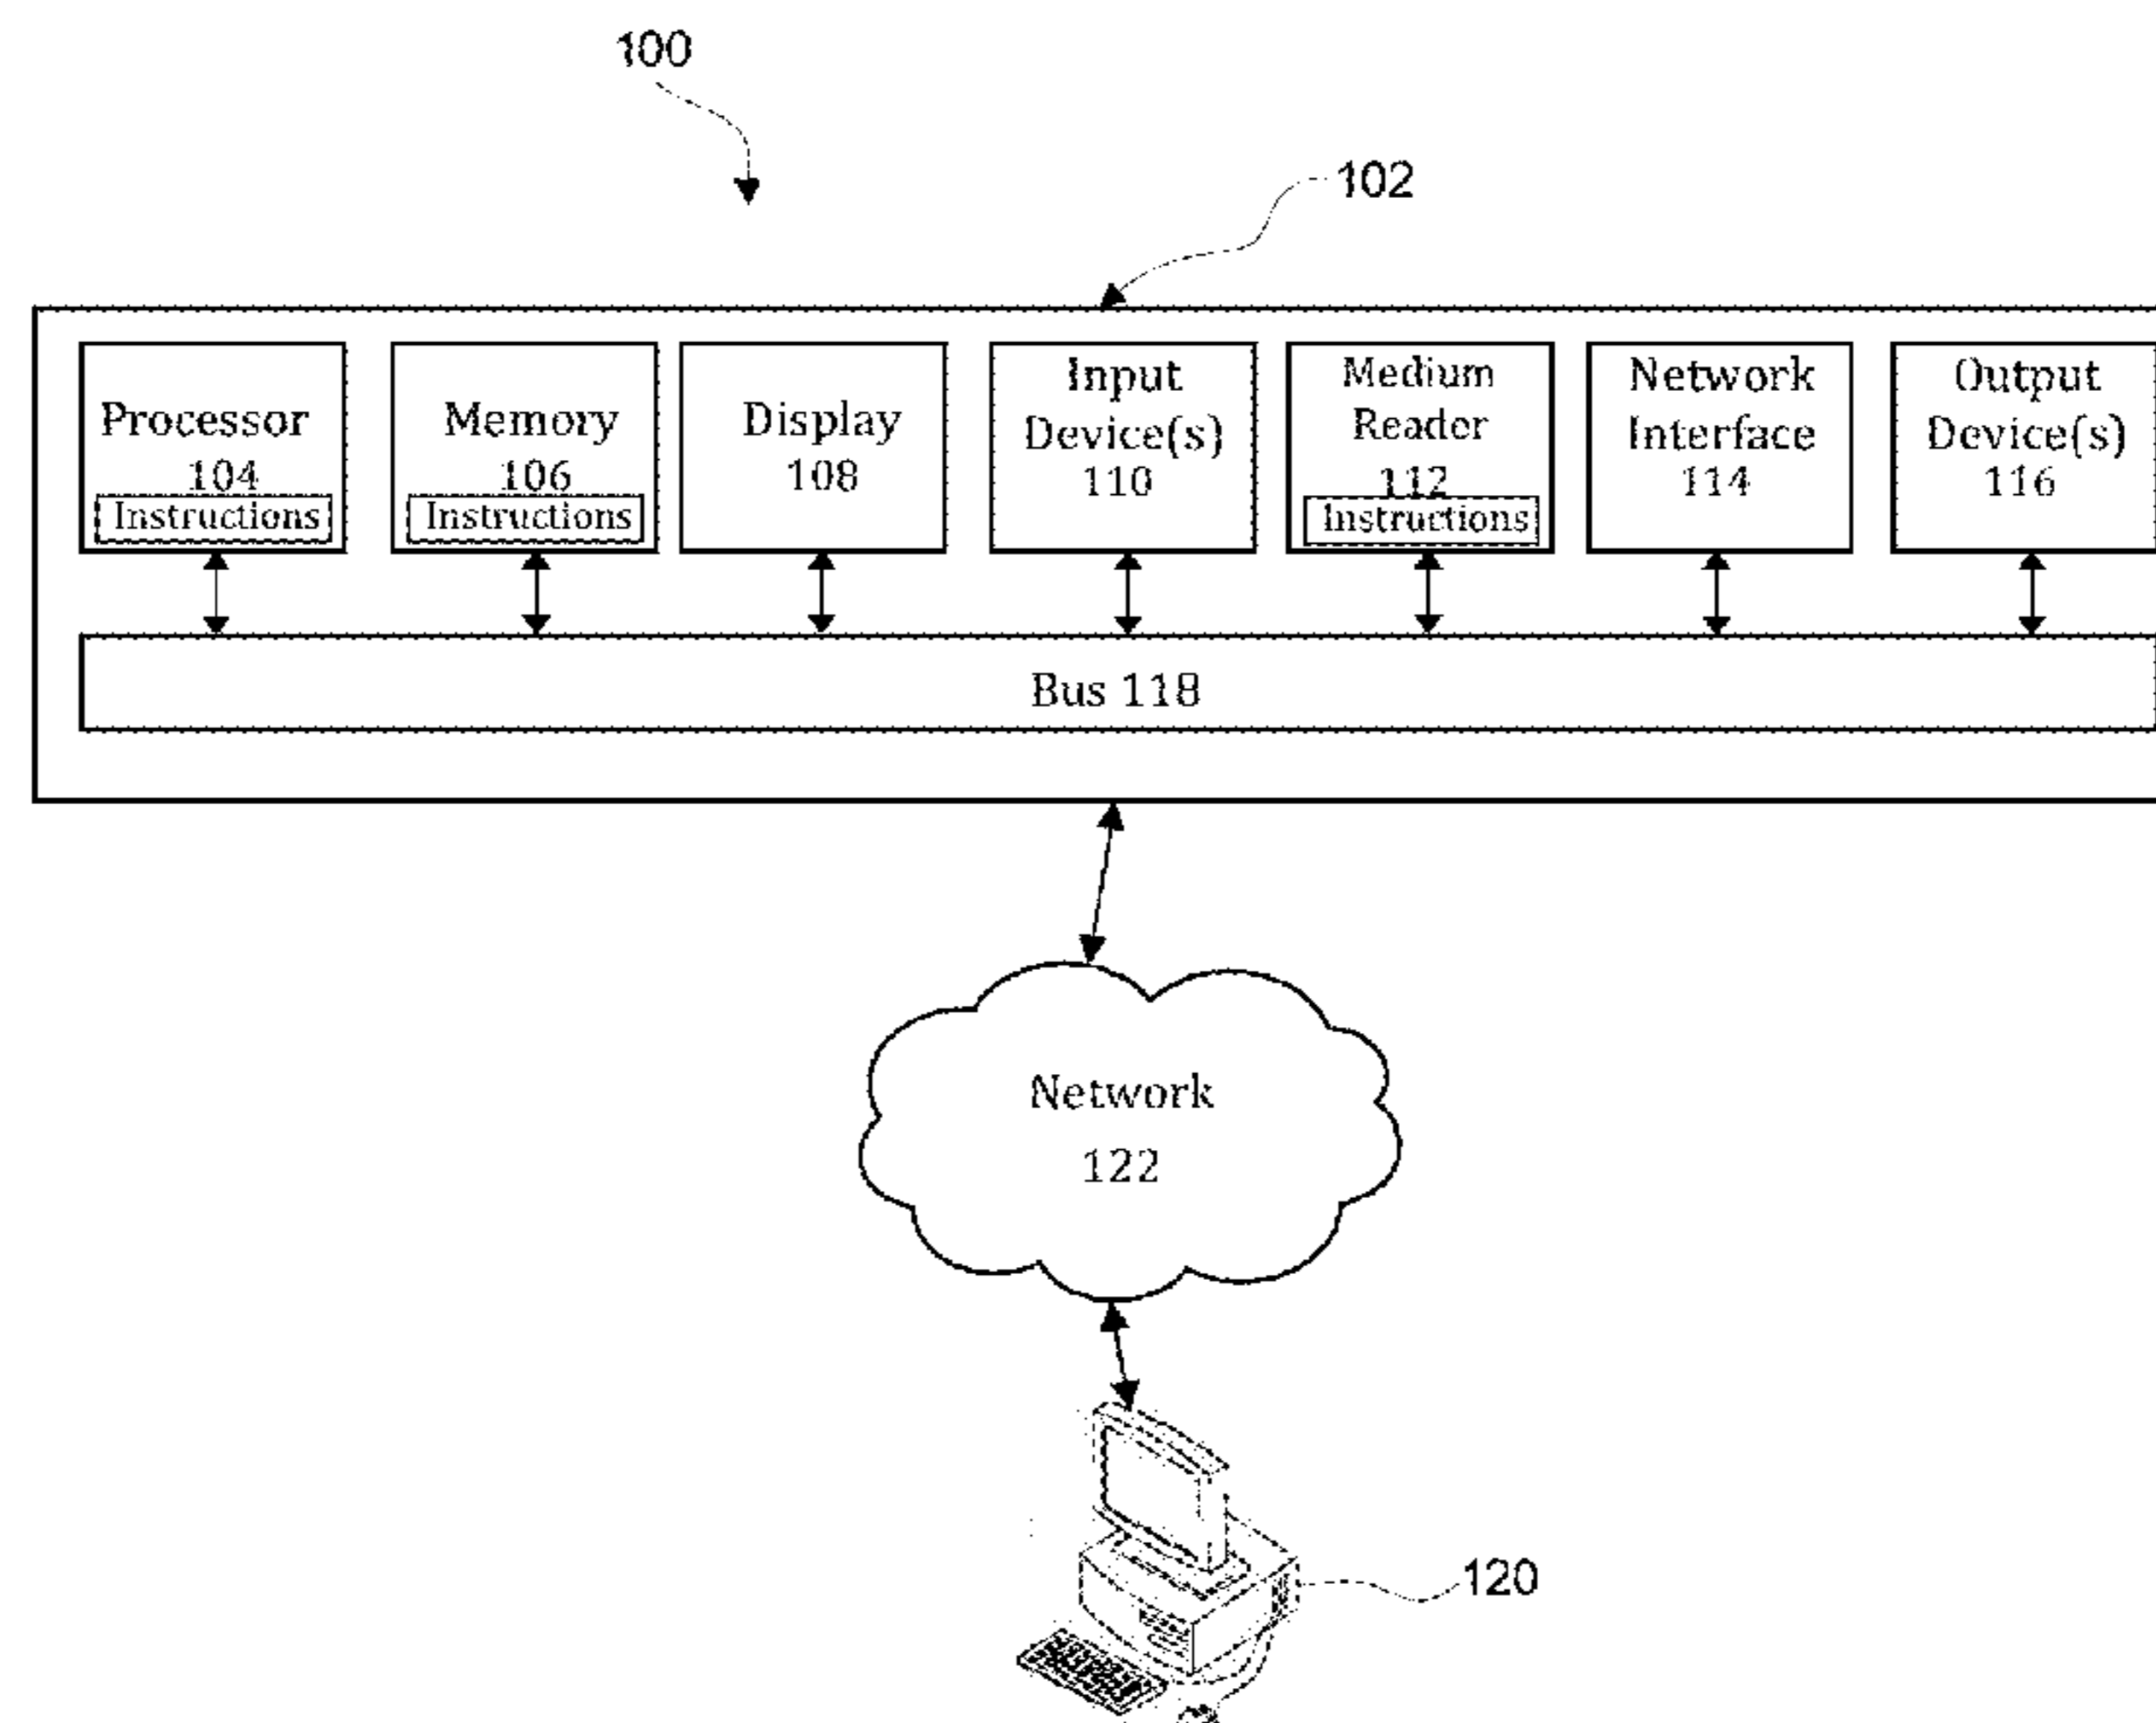 100
102
Processor
104
Instructions
Memory
106
Instructions
Display
108
Input
Device(s)
110
Medium
Reader
112
Instructions
Network
Interface
114
Output
Device(s)
116
Bus 118
Network
122
120